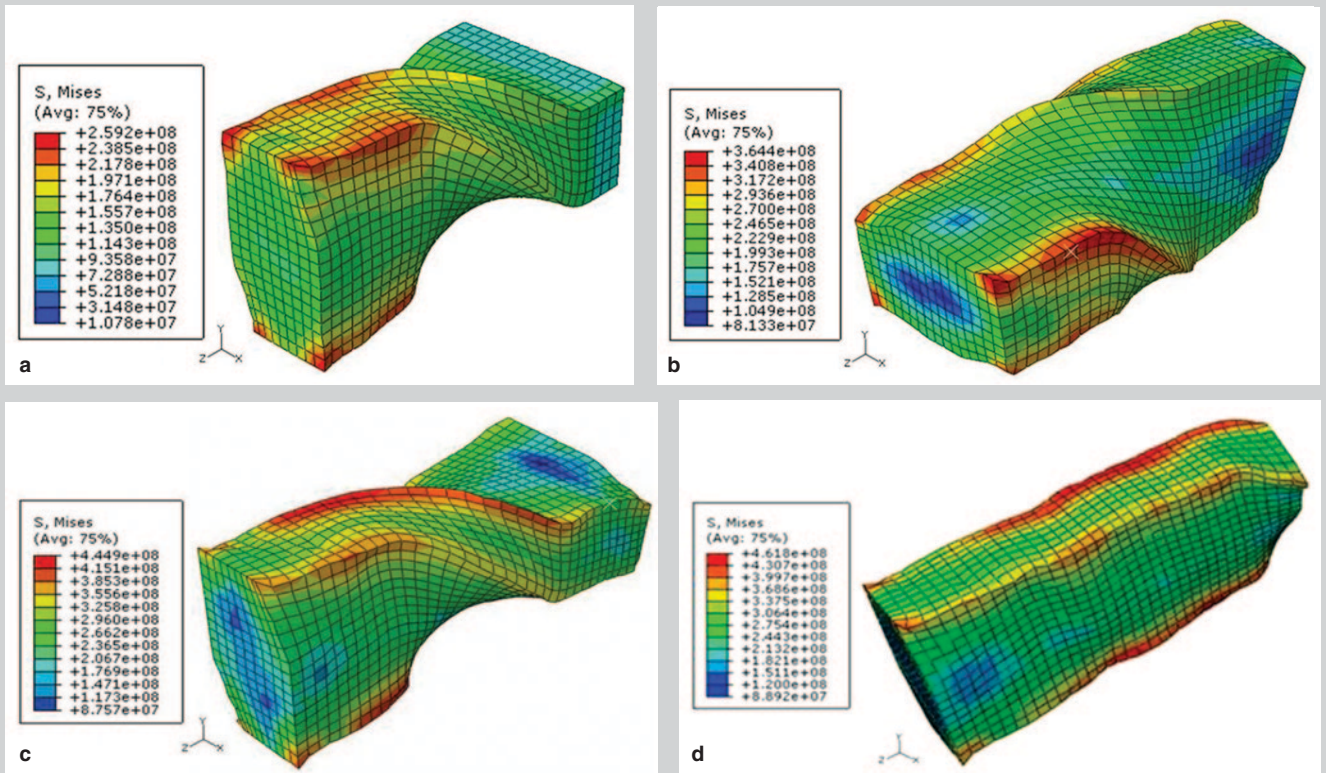 S, Mises
(Avg: 75%)
+2.592e+08
+2.385e+08
+2.178e+08
+1.971e+08
+1.764e+08
+1.557e+08
+1.350e+08
+1.143e+08
+9.358e+07
+7.288e+07
+5.218e+07
+3.148e+07
+1.078e+07
Y
Z X
a
S, Mises
(Avg: 75%)
+3.644e+08
+3.408e+08
+3.172e+08
+2.936e+08
+2.700e+08
+2.465e+08
+2.229e+08
+1.993e+08
+1.757e+08
+1.521e+08
+1.285e+08
+1.049e+08
+8.133e+07
Y
Z X
b
S, Mises
(Avg: 75%)
+4.449e+08
+4.151e+08
+3.853e+08
+3.556e+08
+3.258e+08
+2.960e+08
+2.662e+08
+2.365e+08
+2.067e+08
+1.769e+08
+1.471e+08
+1.173e+08
+8.757e+07
Y
Z X
c
S, Mises
(Avg: 75%)
+4.618e+08
+4.307e+08
+3.997e+08
+3.686e+08
+3.375e+08
+3.064e+08
+2.754e+08
+2.443e+08
+2.132e+08
+1.821e+08
+1.511e+08
+1.200e+08
+8.892e+07
Y
Z X
d